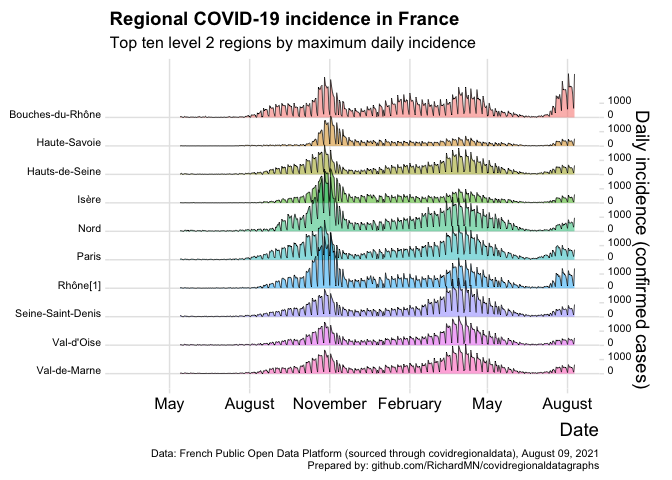 Regional COVID-19 incidence in France
Top ten level 2 regions by maximum daily incidence
Bouches-du-Rhône
1000
0
Haute-Savoie
1000
0
Hauts-de-Seine
1000
0
Isère
1000
0
Nord
1000
0
Paris
1000
0
Rhône[1]
1000
0
Seine-Saint-Denis
1000
0
Val-d'Oise
1000
0
Val-de-Marne
1000
0
Daily incidence (confirmed cases)
May August November February May August
Date
Data: French Public Open Data Platform (sourced through covidregionaldata), August 09, 2021
Prepared by: github.com/RichardMN/covidregionaldatagraphs